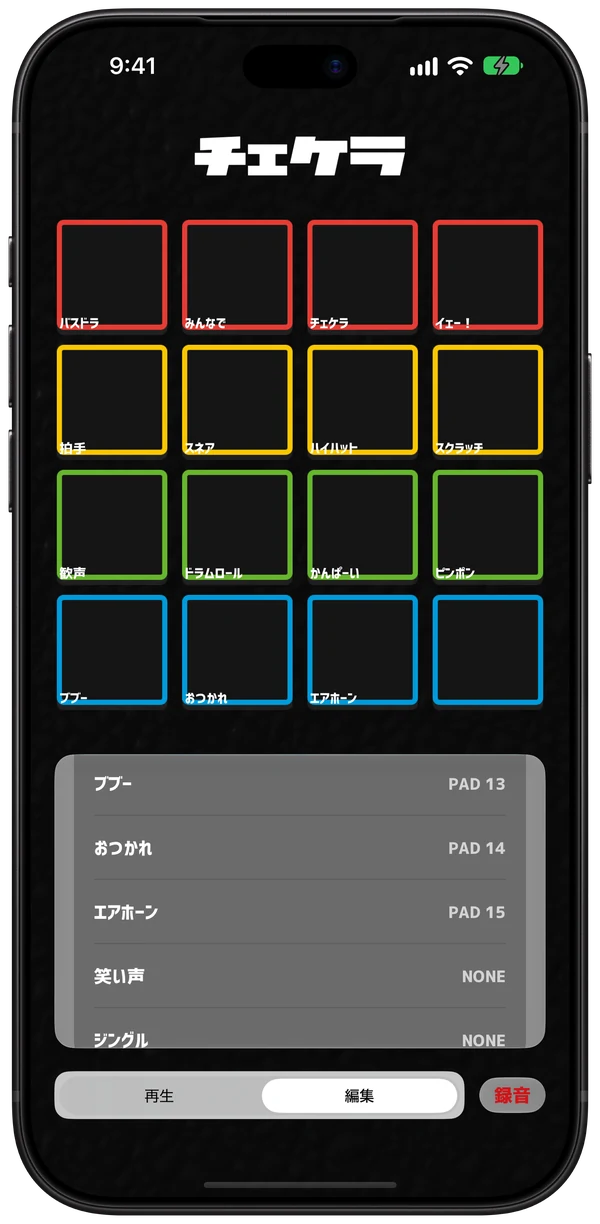 9:41
チェケラ
バスドラ みんなで チェケラ イェー！
拍手 スネア ハイハット スクラッチ
歓声 ドラムロール かんぱーい ピンポン
ブブー おつかれ エアホーン
ブブー PAD 13
おつかれ PAD 14
エアホーン PAD 15
笑い声 NONE
ジングル NONE
再生 編集 録音